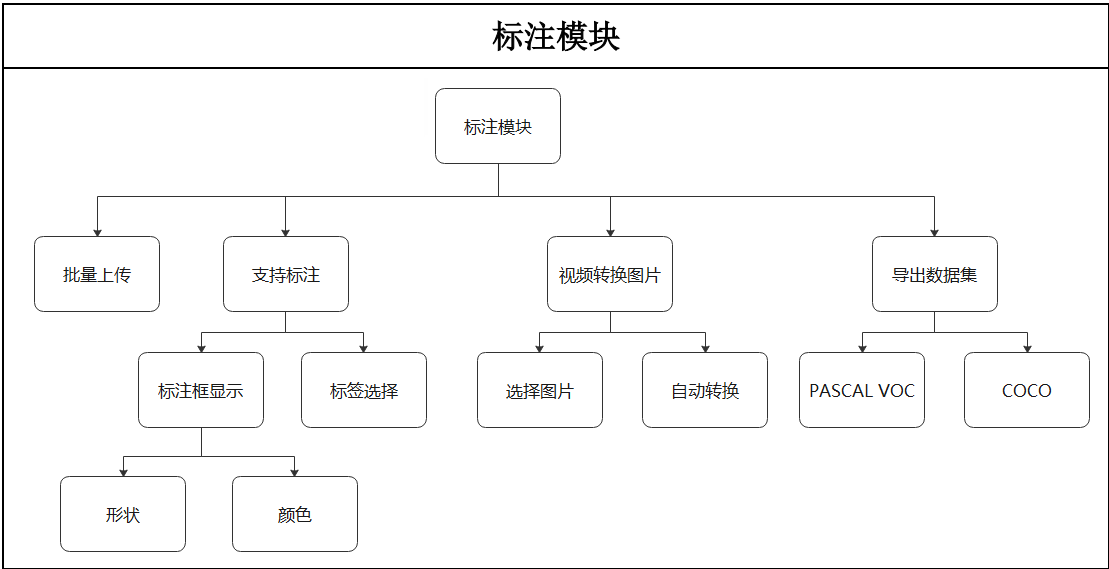 标注模块
标注模块
批量上传
支持标注
视频转换图片
导出数据集
标注框显示
标签选择
选择图片
自动转换
PASCAL VOC
COCO
形状
颜色